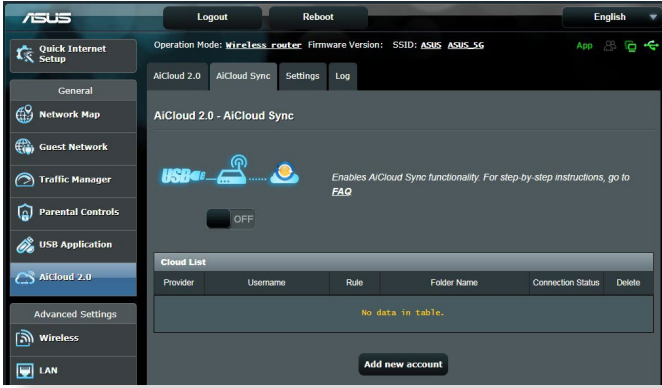 ASUS
Logout
Reboot
English
Quick Internet
Setup
Operation Mode: Wireless router Firmware Version: SSID: ASUS ASUS_5G
App
AiCloud 2.0
AiCloud Sync
Settings
Log
General
Network Map
Guest Network
Traffic Manager
Parental Controls
USB Application
AiCloud 2.0
Advanced Settings
Wireless
LAN
AiCloud 2.0 - AiCloud Sync
USB
Enables AiCloud Sync functionality. For step-by-step instructions, go to
FAQ
OFF
Cloud List
Provider Username Rule Folder Name Connection Status Delete
No data in table.
Add new account